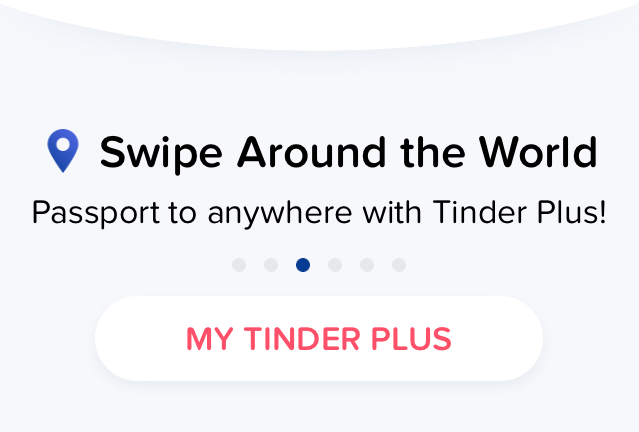 Swipe Around the World
Passport to anywhere with Tinder Plus!
MY TINDER PLUS